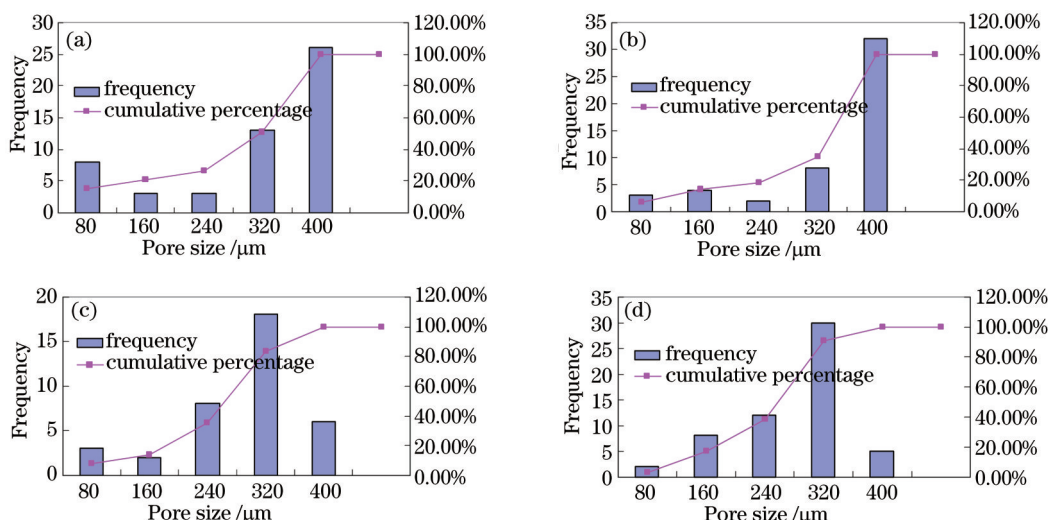 (a)
Frequency
30
25
20
15
10
5
0
120.00%
100.00%
80.00%
60.00%
40.00%
20.00%
0.00%
frequency
cumulative percentage
80 160 240 320 400
Pore size /μm
(b)
Frequency
35
30
25
20
15
10
5
0
120.00%
100.00%
80.00%
60.00%
40.00%
20.00%
0.00%
frequency
cumulative percentage
80 160 240 320 400
Pore size /μm
(c)
Frequency
20
15
10
5
0
120.00%
100.00%
80.00%
60.00%
40.00%
20.00%
0.00%
frequency
cumulative percentage
80 160 240 320 400
Pore size /μm
(d)
Frequency
35
30
25
20
15
10
5
0
120.00%
100.00%
80.00%
60.00%
40.00%
20.00%
0.00%
frequency
cumulative percentage
80 160 240 320 400
Pore size /μm